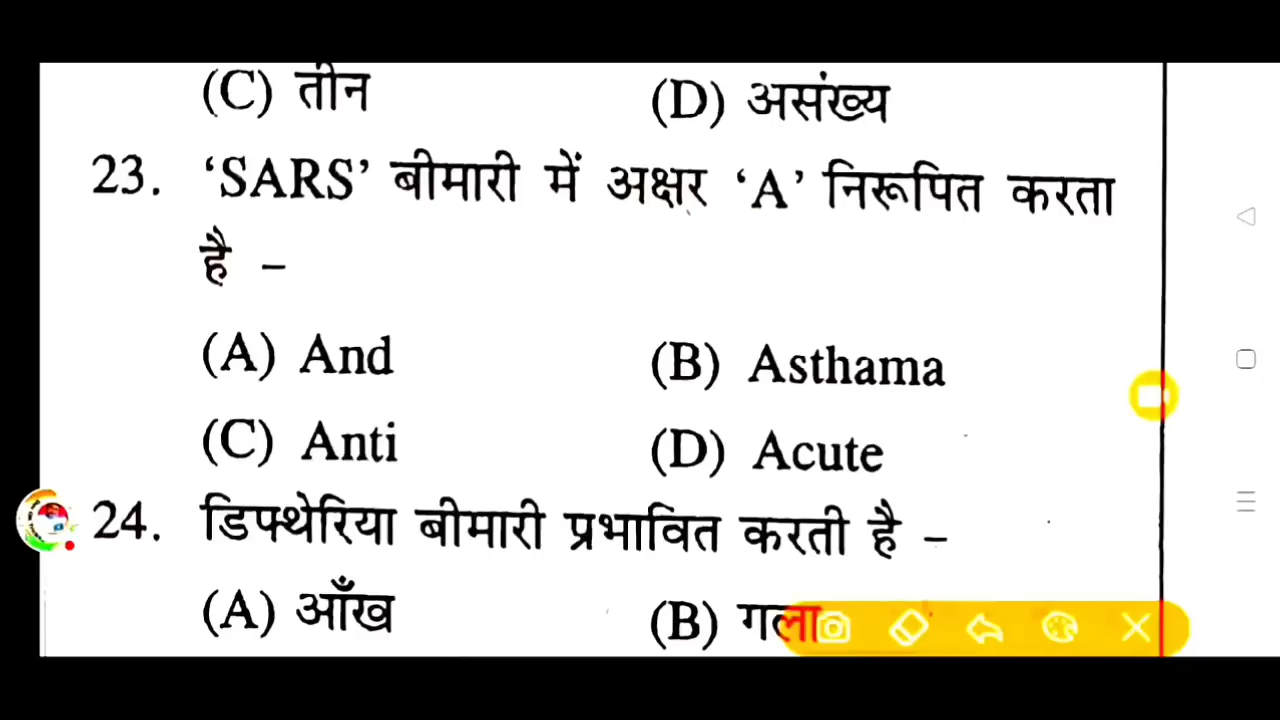 (C) तीन (D) असंख्य
23. ‘SARS’ बीमारी में अक्षर ‘A’ निरूपित करता
है –
(A) And (B) Asthama
(C) Anti (D) Acute
24. डिफ्थेरिया बीमारी प्रभावित करती है –
(A) आँख (B) गला